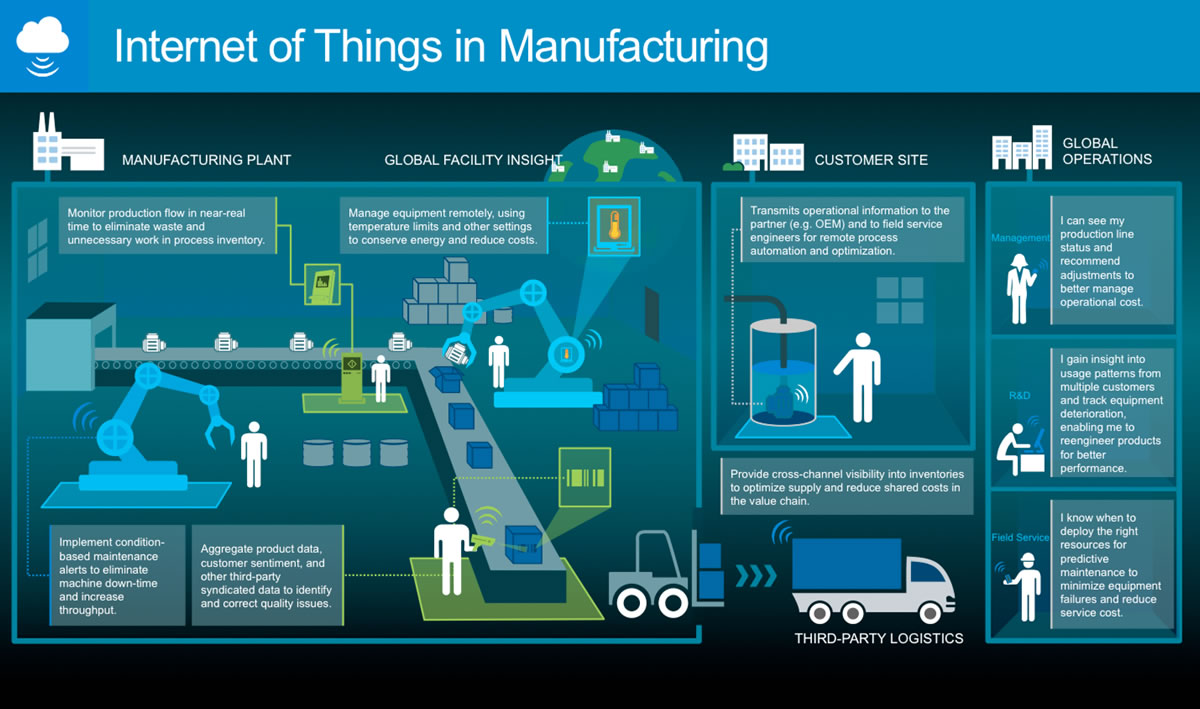 Internet of Things in Manufacturing
MANUFACTURING PLANT
GLOBAL FACILITY INSIGHT
CUSTOMER SITE
GLOBAL
OPERATIONS
Monitor production flow in near-real
time to eliminate waste and
unnecessary work in process inventory.
Manage equipment remotely, using
temperature limits and other settings
to conserve energy and reduce costs.
Transmits operational information to the
partner (e.g. OEM) and to field service
engineers for remote process
automation and optimization.
Management
I can see my
production line
status and
recommend
adjustments to
better manage
operational cost.
R&D
I gain insight into
usage patterns from
multiple customers
and track equipment
deterioration,
enabling me to
reengineer products
for better
performance.
Provide cross-channel visibility into inventories
to optimize supply and reduce shared costs in
the value chain.
Implement condition-
based maintenance
alerts to eliminate
machine down-time
and increase
throughput.
Aggregate product data,
customer sentiment, and
other third-party
syndicated data to identify
and correct quality issues.
Field Service
I know when to
deploy the right
resources for
predictive
maintenance to
minimize equipment
failures and reduce
service cost.
THIRD-PARTY LOGISTICS